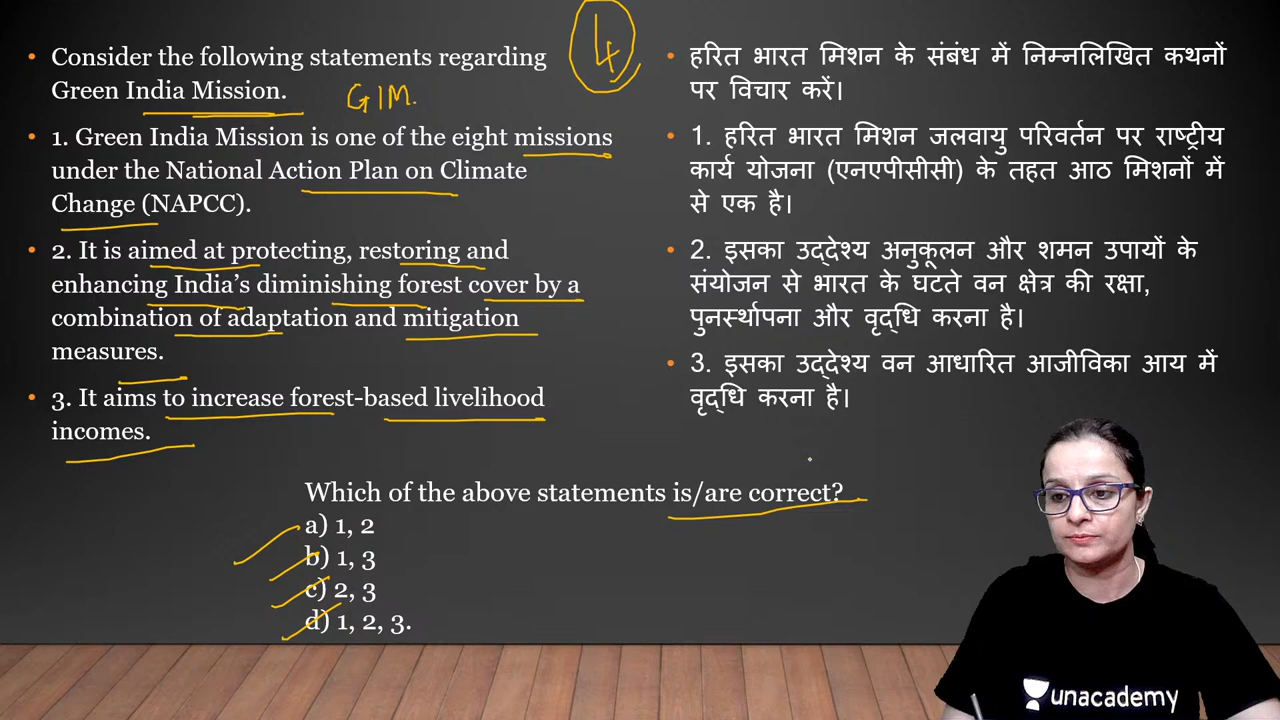 4
Consider the following statements regarding
Green India Mission.
GIM.
1. Green India Mission is one of the eight missions
under the National Action Plan on Climate
Change (NAPCC).
2. It is aimed at protecting, restoring and
enhancing India’s diminishing forest cover by a
combination of adaptation and mitigation
measures.
3. It aims to increase forest-based livelihood
incomes.
हरित भारत मिशन के संबंध में निम्नलिखित कथनों
पर विचार करें।
1. हरित भारत मिशन जलवायु परिवर्तन पर राष्ट्रीय
कार्य योजना (एनएपीसीसी) के तहत आठ मिशनों में
से एक है।
2. इसका उद्देश्य अनुकूलन और शमन उपायों के
संयोजन से भारत के घटते वन क्षेत्र की रक्षा,
पुनर्स्थापना और वृद्धि करना है।
3. इसका उद्देश्य वन आधारित आजीविका आय में
वृद्धि करना है।
Which of the above statements is/are correct?
a) 1, 2
b) 1, 3
c) 2, 3
d) 1, 2, 3.
unacademy